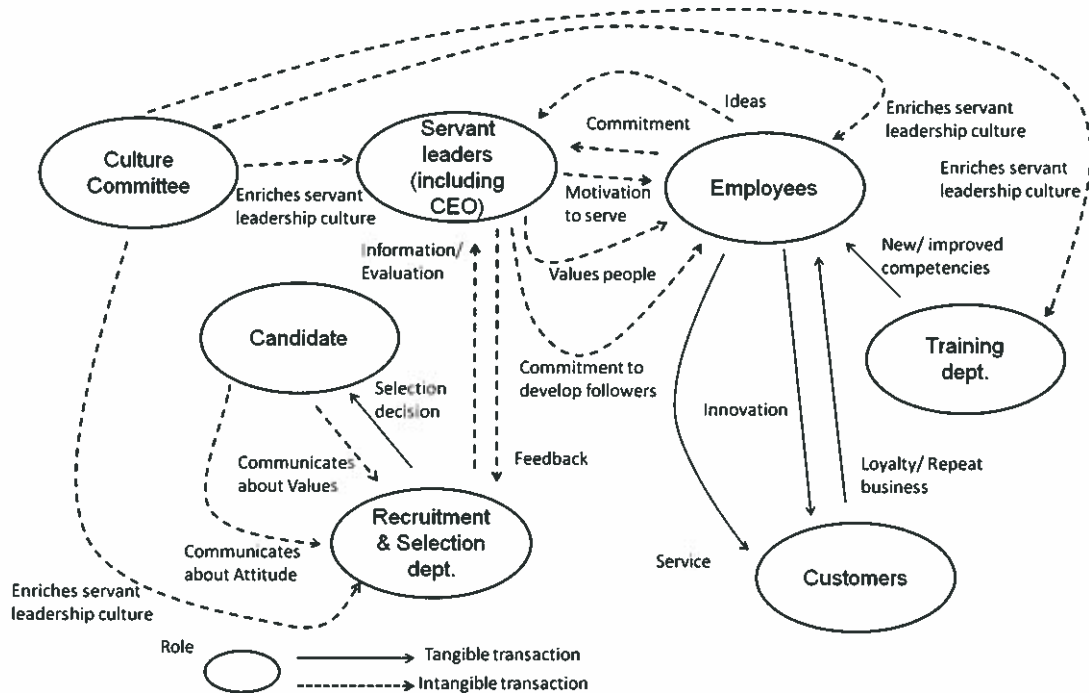 Ideas
Enriches servant
leadership culture
Commitment
Culture
Committee
Servant
leaders
(including
CEO)
Employees
Enriches servant
leadership culture
Enriches servant
leadership culture
Motivation
to serve
Information/
Evaluation
Values people
New/ improved
competencies
Candidate
Training
dept.
Selection
decision
Commitment to
develop followers
Innovation
Communicates
about Values
Feedback
Loyalty/ Repeat
business
Recruitment
& Selection
dept.
Communicates
about Attitude
Service
Customers
Enriches servant
leadership culture
Role
Tangible transaction
Intangible transaction